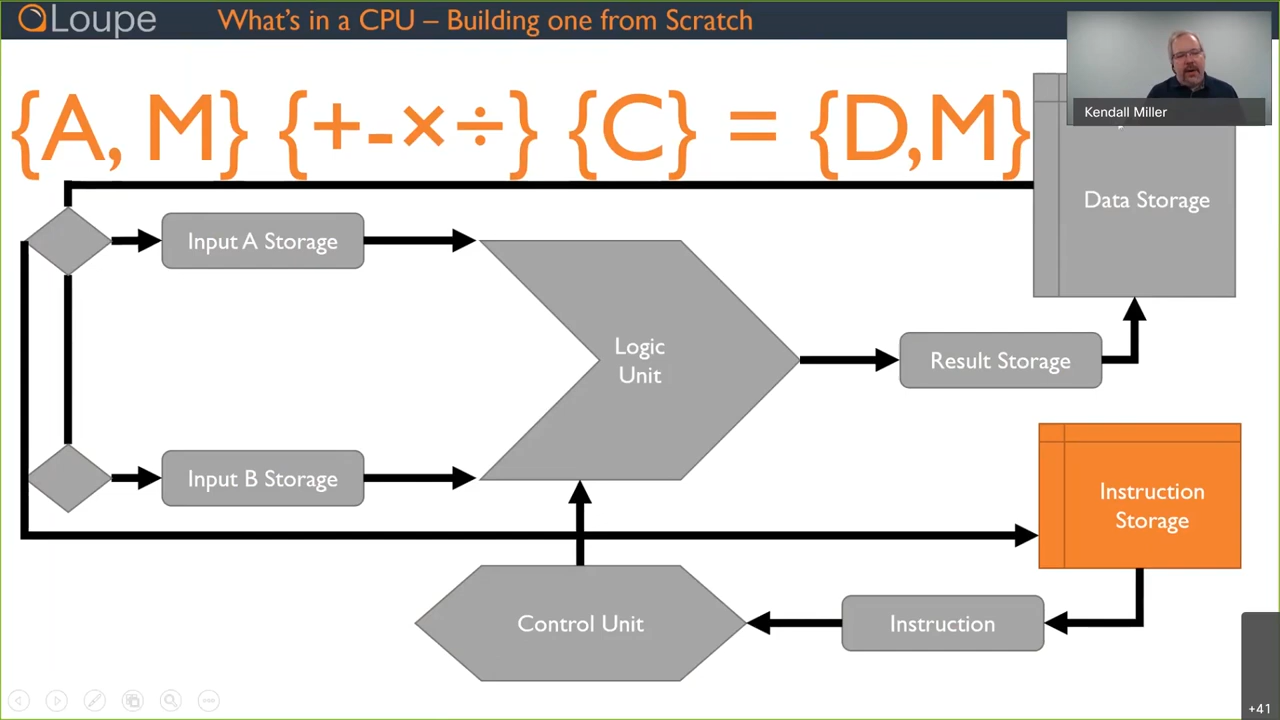 Loupe
What's in a CPU – Building one from Scratch
Kendall Miller
{A, M} {+-×÷} {C} = {D,M}
Data Storage
Input A Storage
Logic
Unit
Result Storage
Input B Storage
Instruction
Storage
Control Unit
Instruction
+41